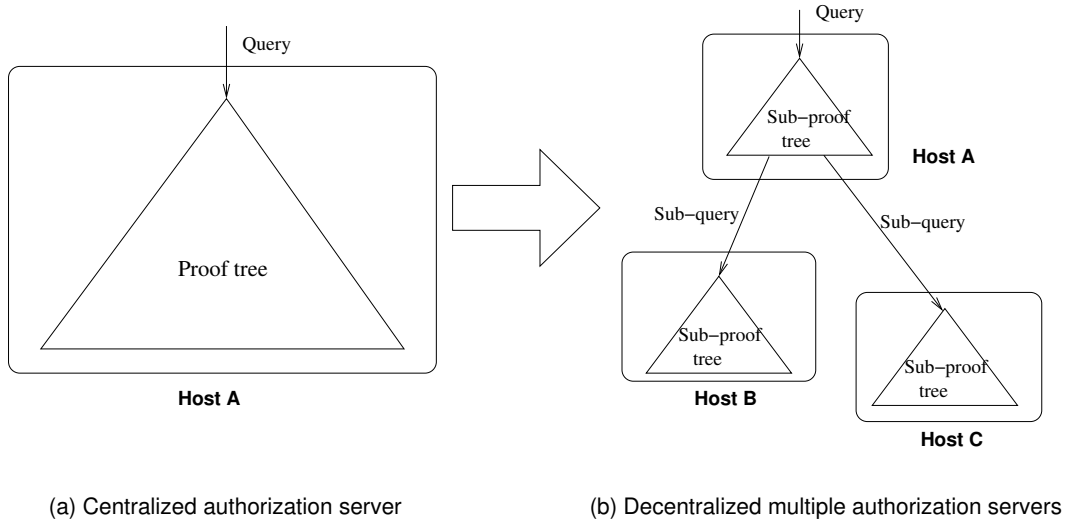 Query
Proof tree
Host A
(a) Centralized authorization server
Query
Sub−proof
tree
Host A
Sub−query
Sub−query
Sub−proof
tree
Host B
Sub−proof
tree
Host C
(b) Decentralized multiple authorization servers